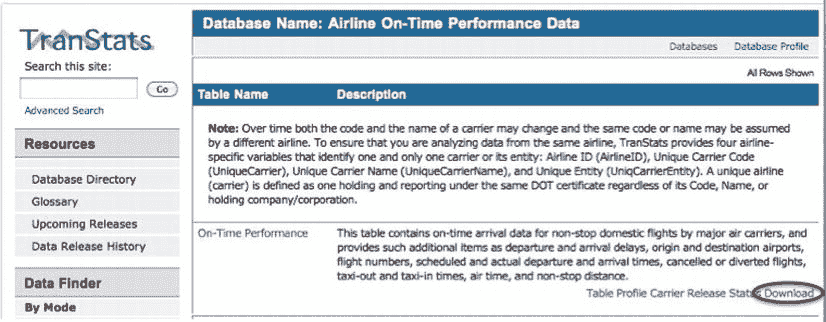 TranStats
Search this site:
Go
Advanced Search
Resources
Database Directory
Glossary
Upcoming Releases
Data Release History
Data Finder
By Mode
Database Name: Airline On-Time Performance Data
Databases Database Profile
All Rows Shown
Table Name Description
Note: Over time both the code and the name of a carrier may change and the same code or name may be assumed
by a different airline. To ensure that you are analyzing data from the same airline, TranStats provides four airline-
specific variables that identify one and only one carrier or its entity: Airline ID (AirlineID), Unique Carrier Code
(UniqueCarrier), Unique Carrier Name (UniqueCarrierName), and Unique Entity (UniqCarrierEntity). A unique airline
(carrier) is defined as one holding and reporting under the same DOT certificate regardless of its Code, Name, or
holding company/corporation.
On-Time Performance This table contains on-time arrival data for non-stop domestic flights by major air carriers, and
provides such additional items as departure and arrival delays, origin and destination airports,
flight numbers, scheduled and actual departure and arrival times, cancelled or diverted flights,
taxi-out and taxi-in times, air time, and non-stop distance.
Table Profile Carrier Release Status Download